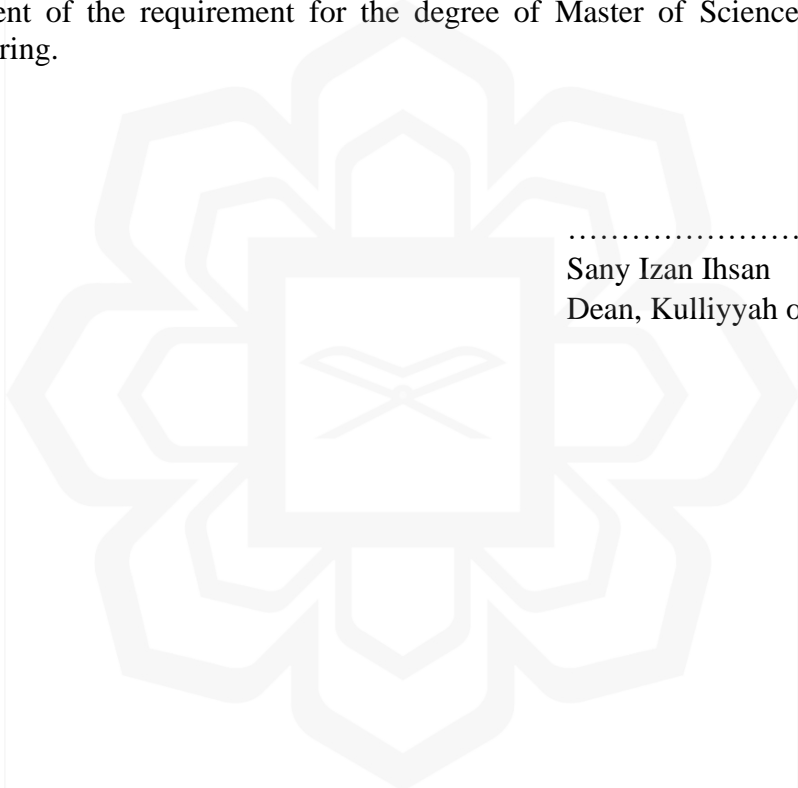 ent of the requirement for the degree of Master of Science
ring.
……………………
Sany Izan Ihsan
Dean, Kulliyyah o